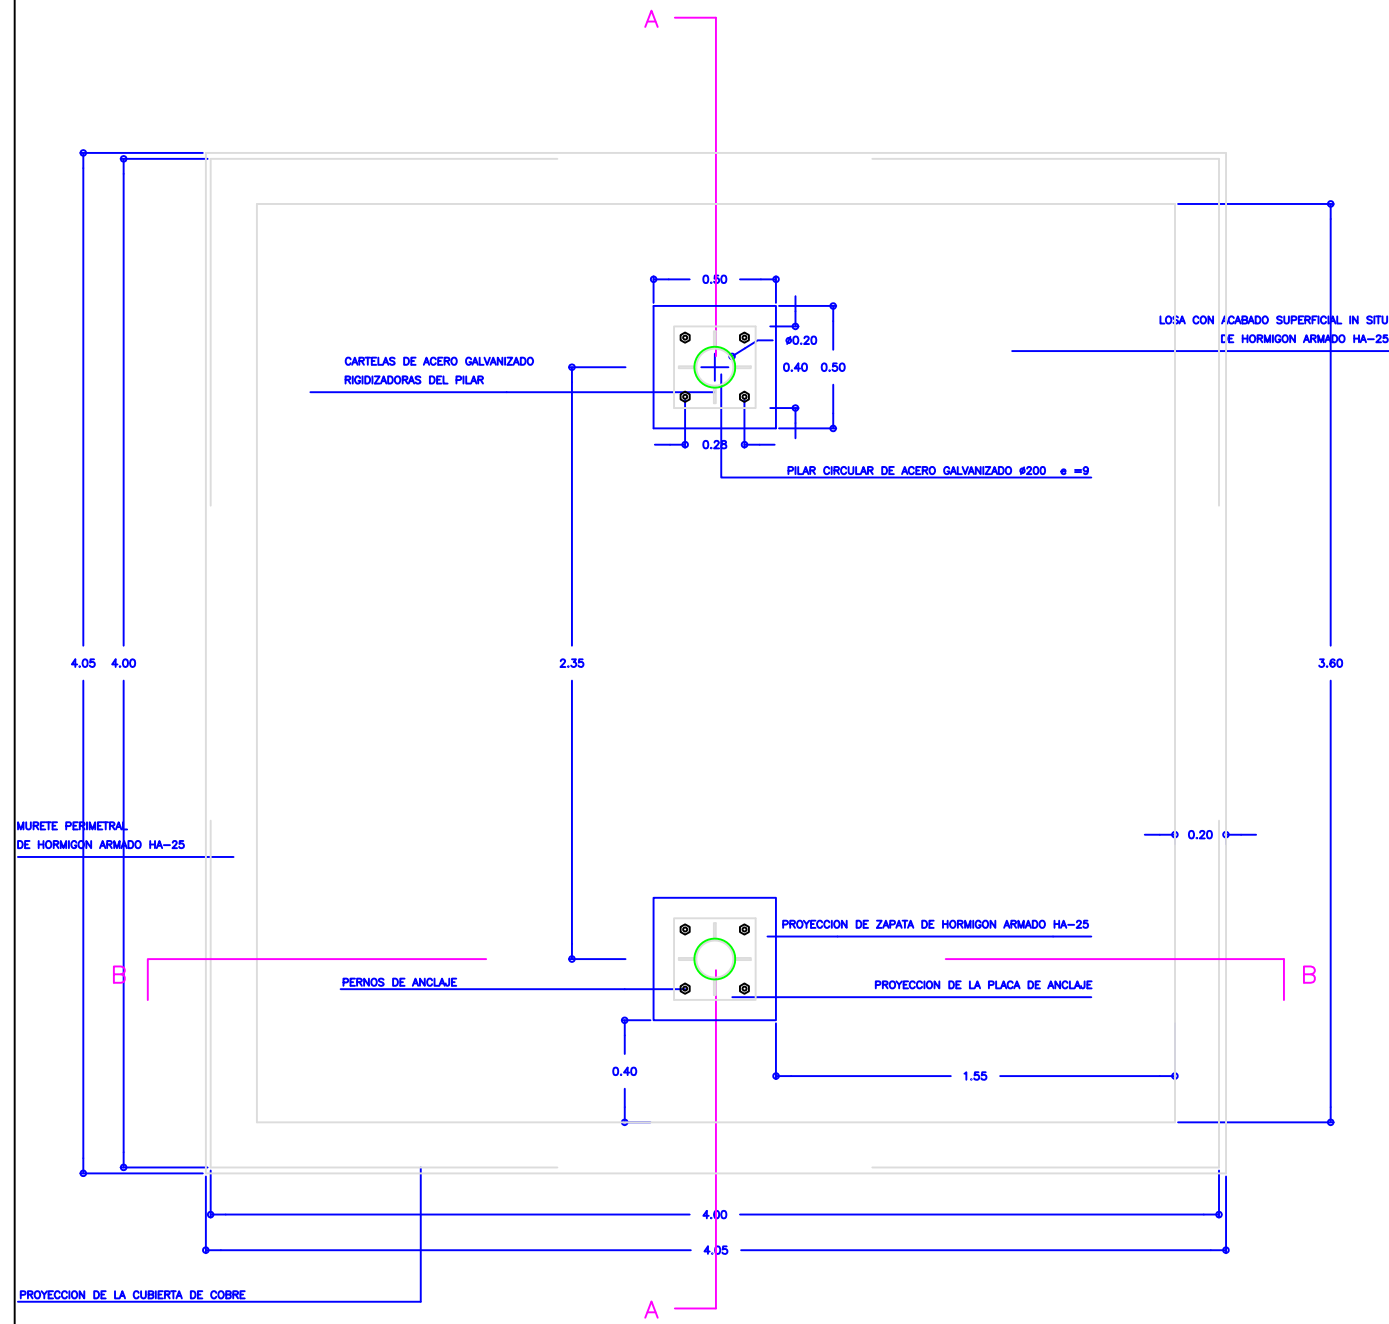 A
0.50
LOSA CON ACABADO SUPERFICIAL IN SITU
DE HORMIGON ARMADO HA-25
ø0.20
CARTELAS DE ACERO GALVANIZADO
RIGIDIZADORAS DEL PILAR
0.40
0.50
0.28
PILAR CIRCULAR DE ACERO GALVANIZADO ø200 e =9
4.05
4.00
2.35
3.60
MURETE PERIMETRAL
DE HORMIGON ARMADO HA-25
0.20
PROYECCION DE ZAPATA DE HORMIGON ARMADO HA-25
B
B
PERNOS DE ANCLAJE
PROYECCION DE LA PLACA DE ANCLAJE
0.40
1.55
4.00
4.05
PROYECCION DE LA CUBIERTA DE COBRE
A